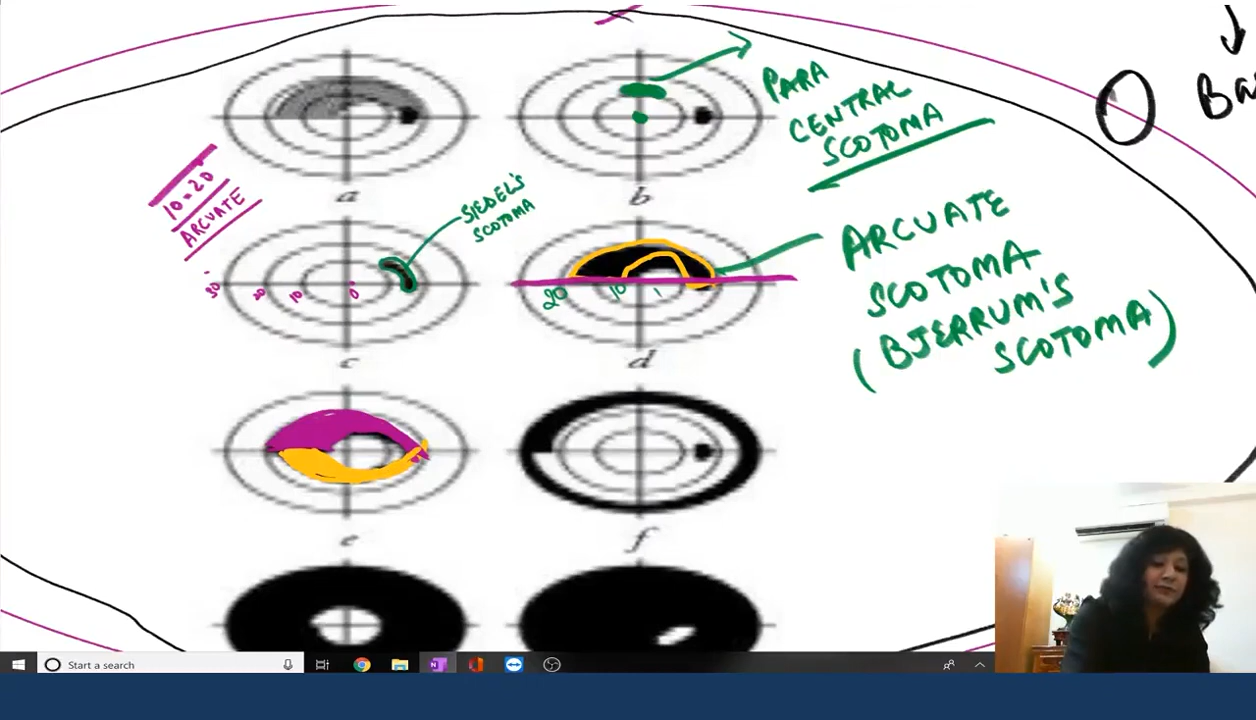 PARA
CENTRAL
SCOTOMA
a
b
10-20
ARCUATE
SIEDEL'S
SCOTOMA
30° 20 10 0°
20 10
ARCUATE
SCOTOMA
(BJERRUM'S
SCOTOMA)
c
d
e
f
Start a search